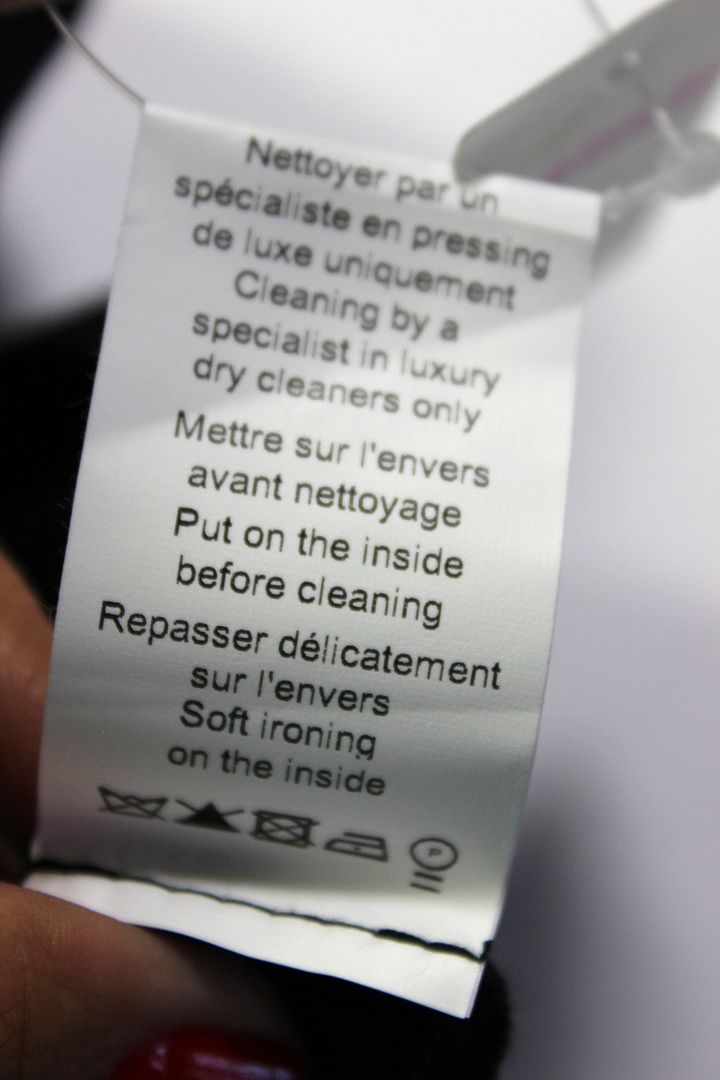 Nettoyer par un
spécialiste en pressing
de luxe uniquement
Cleaning by a
specialist in luxury
dry cleaners only
Mettre sur l'envers
avant nettoyage
Put on the inside
before cleaning
Repasser délicatement
sur l'envers
Soft ironing
on the inside
P